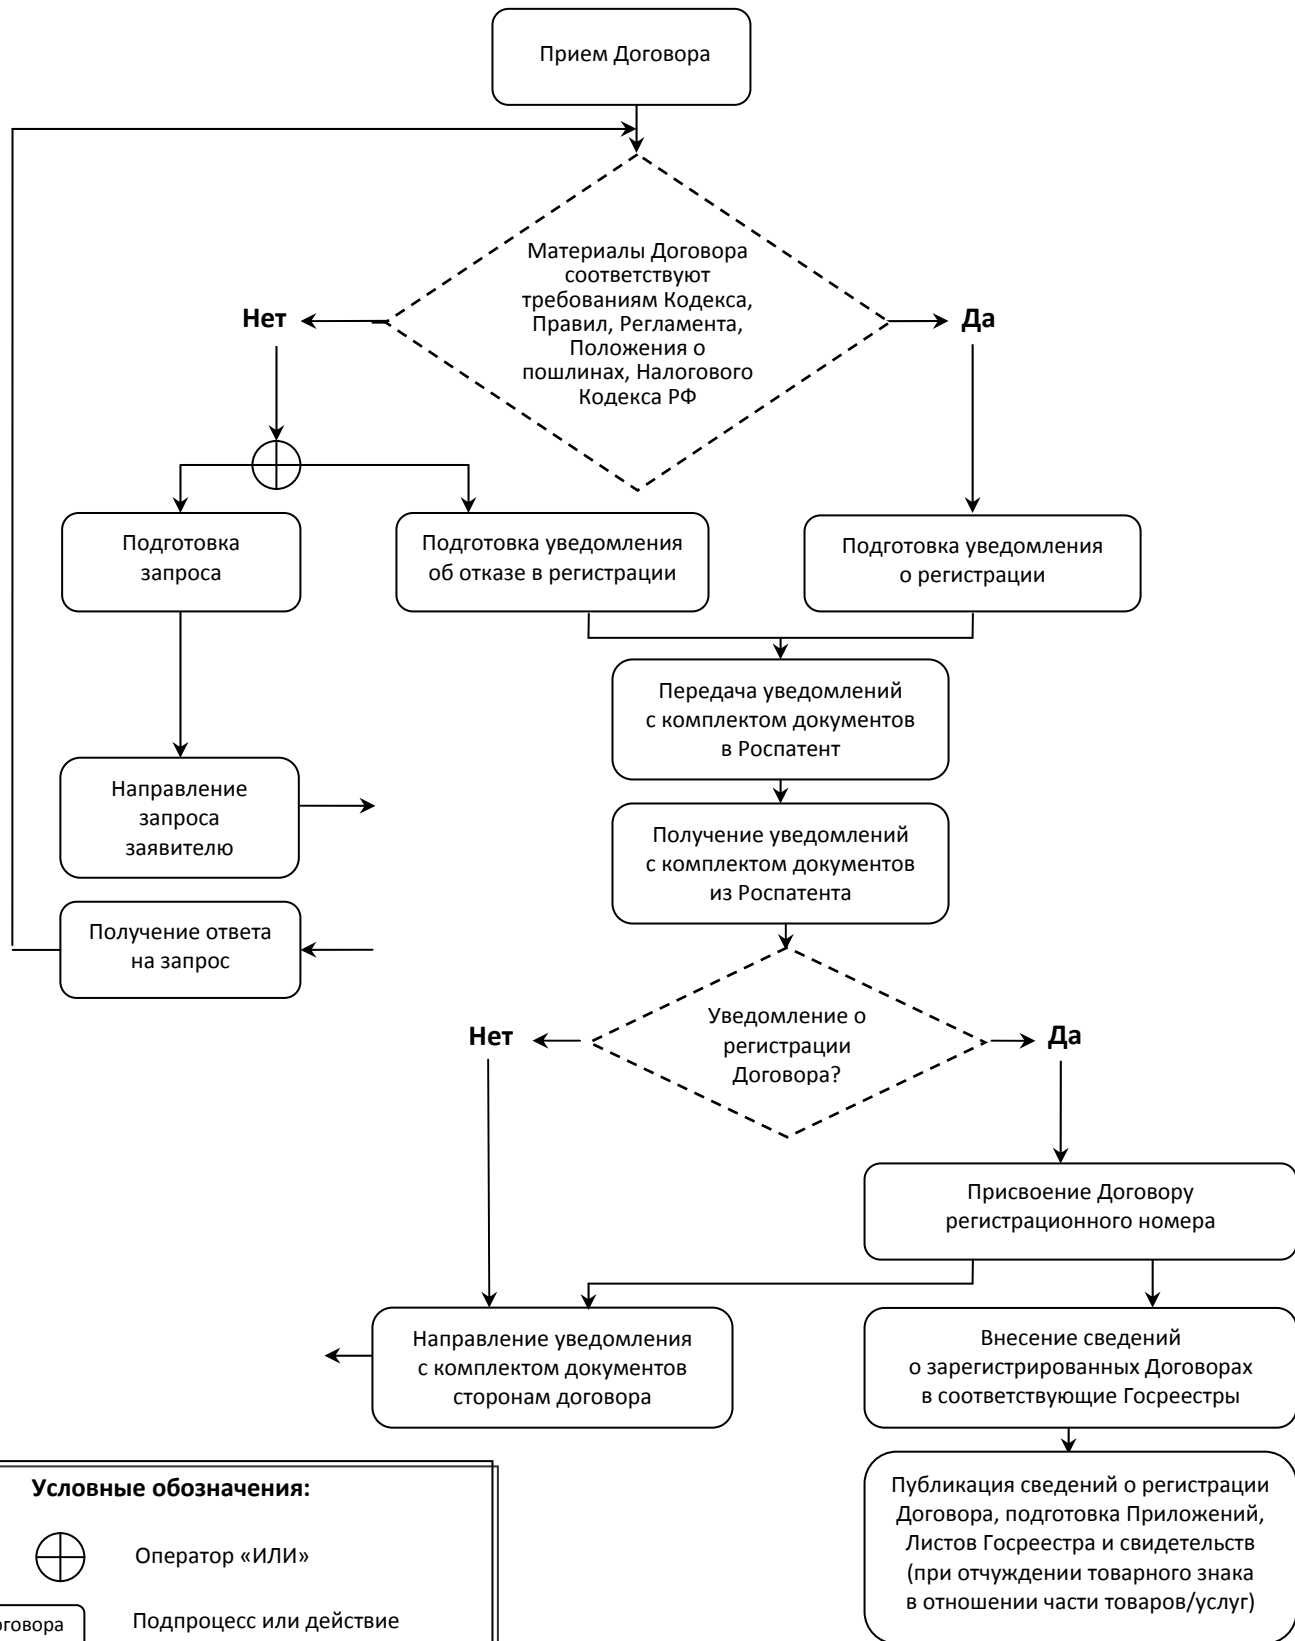 Прием Договора
Материалы Договора
соответствуют
требованиям Кодекса,
Правил, Регламента,
Положения о
пошлинах, Налогового
Кодекса РФ
Нет
Да
Подготовка
запроса
Подготовка уведомления
об отказе в регистрации
Подготовка уведомления
о регистрации
Передача уведомлений
с комплектом документов
в Роспатент
Направление
запроса
заявителю
Получение уведомлений
с комплектом документов
из Роспатента
Получение ответа
на запрос
Уведомление о
регистрации
Договора?
Нет
Да
Присвоение Договору
регистрационного номера
Направление уведомления
с комплектом документов
сторонам договора
Внесение сведений
о зарегистрированных Договорах
в соответствующие Госреестры
Публикация сведений о регистрации
Договора, подготовка Приложений,
Листов Госреестра и свидетельств
(при отчуждении товарного знака
в отношении части товаров/услуг)
Условные обозначения:
Оператор «ИЛИ»
оговора
Подпроцесс или действие